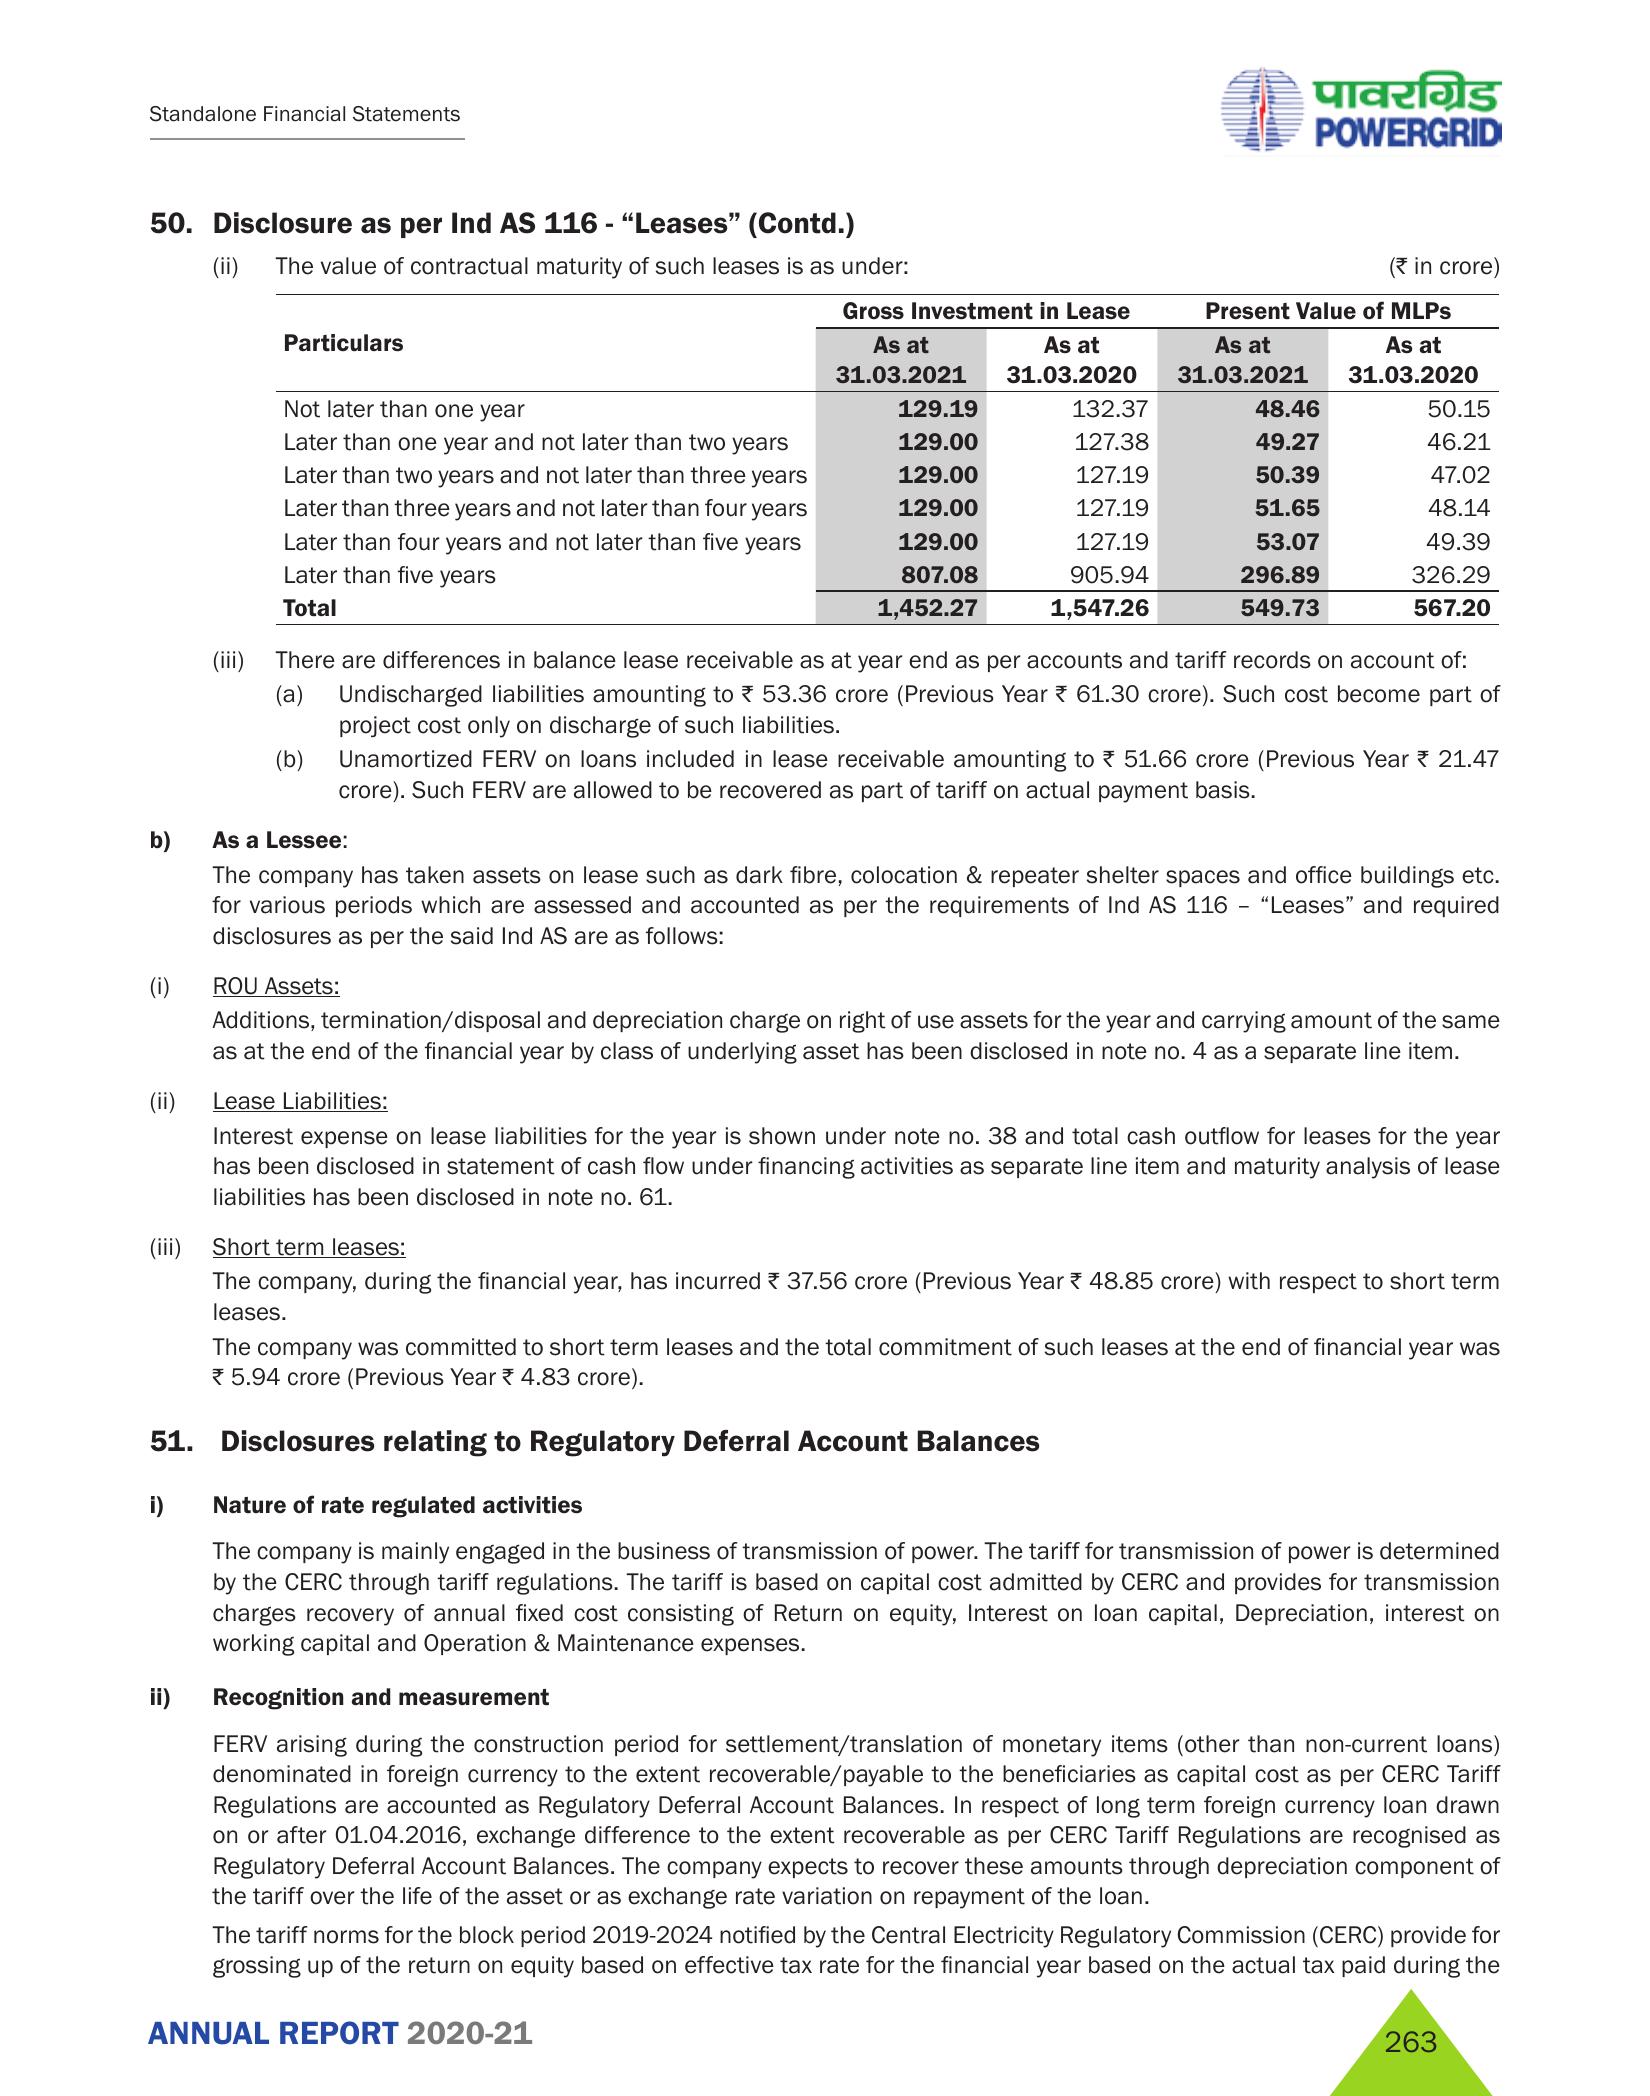 Standalone Financial Statements
पावरग्रिड
POWERGRID
50. Disclosure as per Ind AS 116 - “Leases” (Contd.)
(ii) The value of contractual maturity of such leases is as under: (₹ in crore)
Gross Investment in Lease Present Value of MLPs
Particulars As at As at As at As at
31.03.2021 31.03.2020 31.03.2021 31.03.2020
Not later than one year 129.19 132.37 48.46 50.15
Later than one year and not later than two years 129.00 127.38 49.27 46.21
Later than two years and not later than three years 129.00 127.19 50.39 47.02
Later than three years and not later than four years 129.00 127.19 51.65 48.14
Later than four years and not later than five years 129.00 127.19 53.07 49.39
Later than five years 807.08 905.94 296.89 326.29
Total 1,452.27 1,547.26 549.73 567.20
(iii) There are differences in balance lease receivable as at year end as per accounts and tariff records on account of:
(a) Undischarged liabilities amounting to ₹ 53.36 crore (Previous Year ₹ 61.30 crore). Such cost become part of
project cost only on discharge of such liabilities.
(b) Unamortized FERV on loans included in lease receivable amounting to ₹ 51.66 crore (Previous Year ₹ 21.47
crore). Such FERV are allowed to be recovered as part of tariff on actual payment basis.
b) As a Lessee:
The company has taken assets on lease such as dark fibre, colocation & repeater shelter spaces and office buildings etc.
for various periods which are assessed and accounted as per the requirements of Ind AS 116 – “Leases” and required
disclosures as per the said Ind AS are as follows:
(i) ROU Assets:
Additions, termination/disposal and depreciation charge on right of use assets for the year and carrying amount of the same
as at the end of the financial year by class of underlying asset has been disclosed in note no. 4 as a separate line item.
(ii) Lease Liabilities:
Interest expense on lease liabilities for the year is shown under note no. 38 and total cash outflow for leases for the year
has been disclosed in statement of cash flow under financing activities as separate line item and maturity analysis of lease
liabilities has been disclosed in note no. 61.
(iii) Short term leases:
The company, during the financial year, has incurred ₹ 37.56 crore (Previous Year ₹ 48.85 crore) with respect to short term
leases.
The company was committed to short term leases and the total commitment of such leases at the end of financial year was
₹ 5.94 crore (Previous Year ₹ 4.83 crore).
51. Disclosures relating to Regulatory Deferral Account Balances
i) Nature of rate regulated activities
The company is mainly engaged in the business of transmission of power. The tariff for transmission of power is determined
by the CERC through tariff regulations. The tariff is based on capital cost admitted by CERC and provides for transmission
charges recovery of annual fixed cost consisting of Return on equity, Interest on loan capital, Depreciation, interest on
working capital and Operation & Maintenance expenses.
ii) Recognition and measurement
FERV arising during the construction period for settlement/translation of monetary items (other than non-current loans)
denominated in foreign currency to the extent recoverable/payable to the beneficiaries as capital cost as per CERC Tariff
Regulations are accounted as Regulatory Deferral Account Balances. In respect of long term foreign currency loan drawn
on or after 01.04.2016, exchange difference to the extent recoverable as per CERC Tariff Regulations are recognised as
Regulatory Deferral Account Balances. The company expects to recover these amounts through depreciation component of
the tariff over the life of the asset or as exchange rate variation on repayment of the loan.
The tariff norms for the block period 2019-2024 notified by the Central Electricity Regulatory Commission (CERC) provide for
grossing up of the return on equity based on effective tax rate for the financial year based on the actual tax paid during the
ANNUAL REPORT 2020-21
263